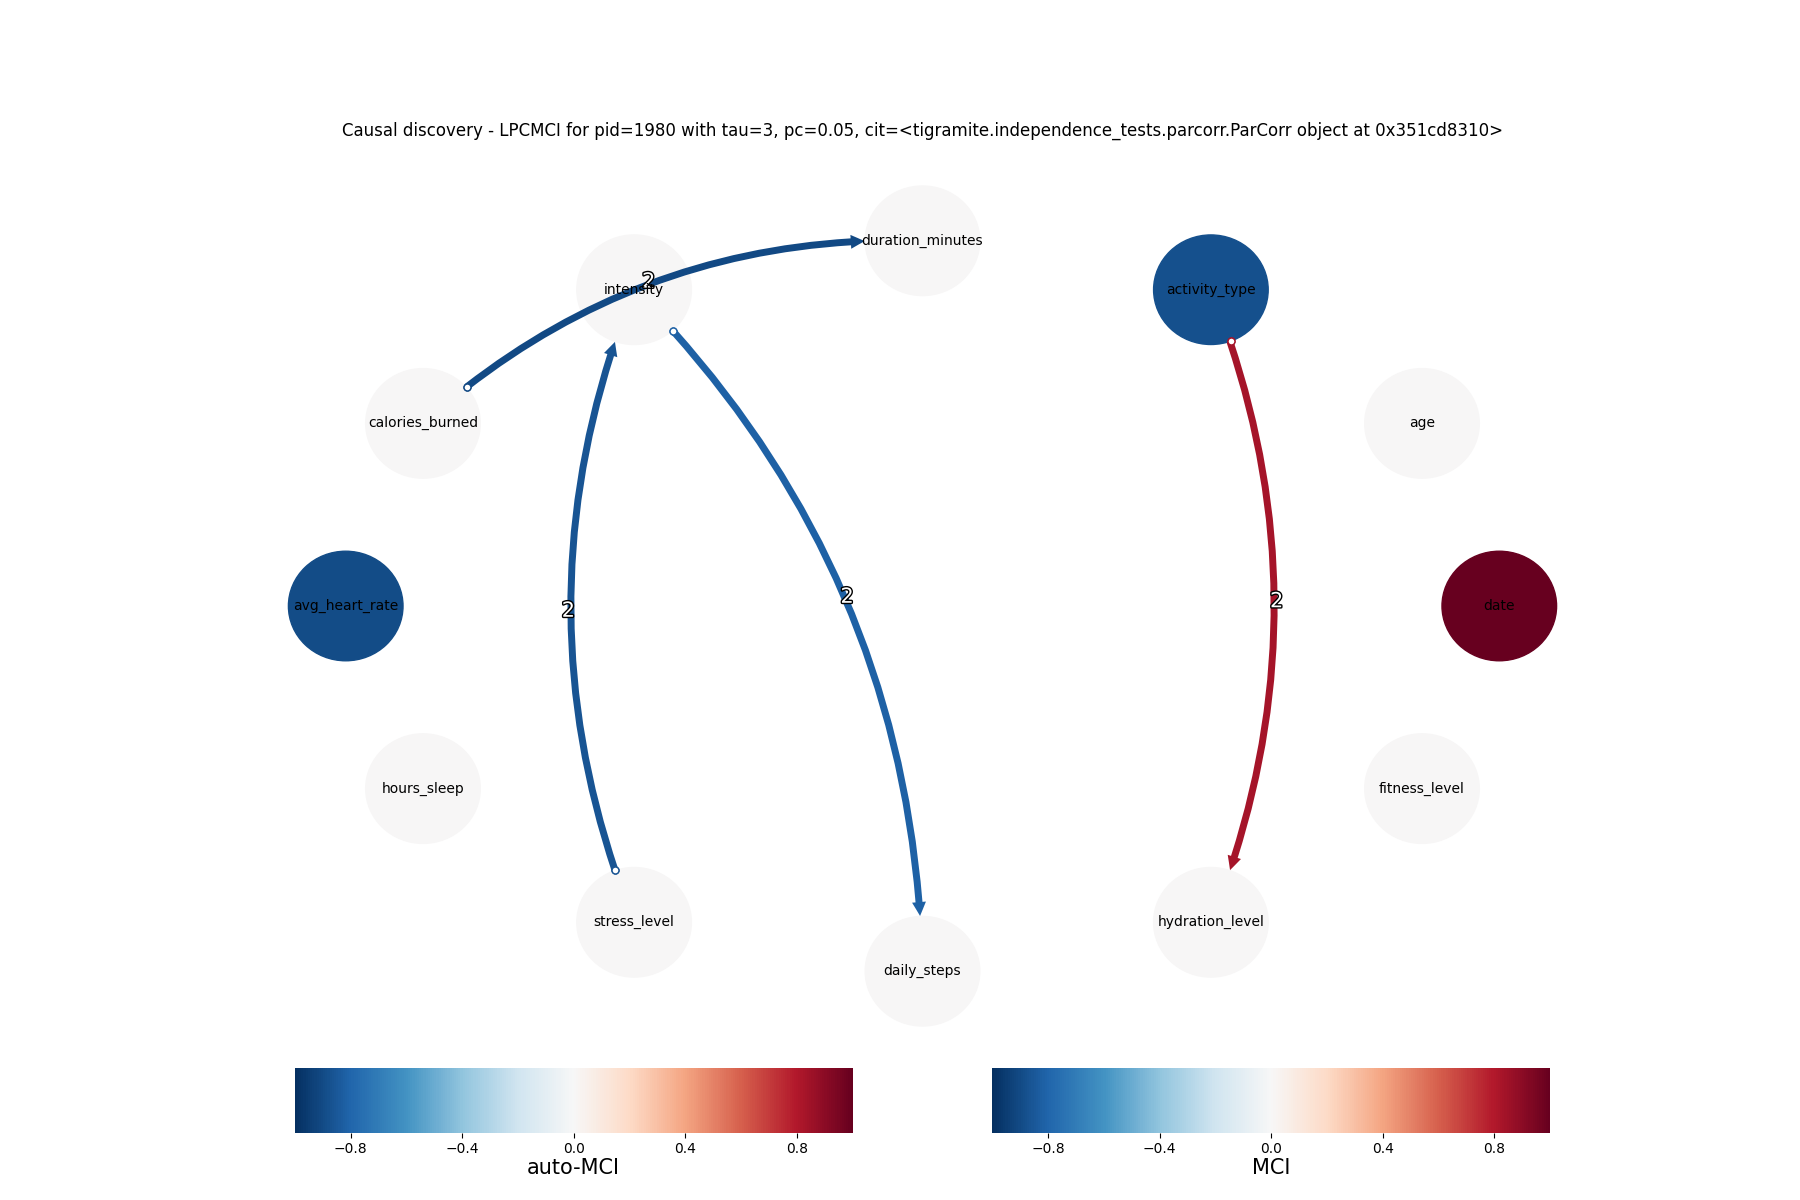 Causal discovery - LPCMCI for pid=1980 with tau=3, pc=0.05, cit=<tigramite.independence_tests.parcorr.ParCorr object at 0x351cd8310>
duration_minutes
2
intensity
activity_type
calories_burned
age
2
2
2
avg_heart_rate
date
hours_sleep
fitness_level
stress_level
hydration_level
daily_steps
−0.8 −0.4 0.0 0.4 0.8
auto-MCI
−0.8 −0.4 0.0 0.4 0.8
MCI